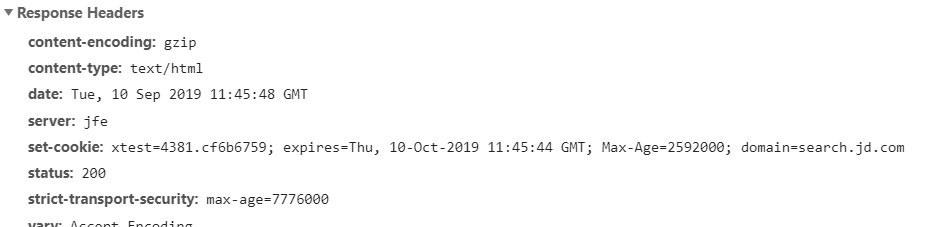 Response Headers
content-encoding: gzip
content-type: text/html
date: Tue, 10 Sep 2019 11:45:48 GMT
server: jfe
set-cookie: xtest=4381.cf6b6759; expires=Thu, 10-Oct-2019 11:45:44 GMT; Max-Age=2592000; domain=search.jd.com
status: 200
strict-transport-security: max-age=7776000
vary: Accept Encoding